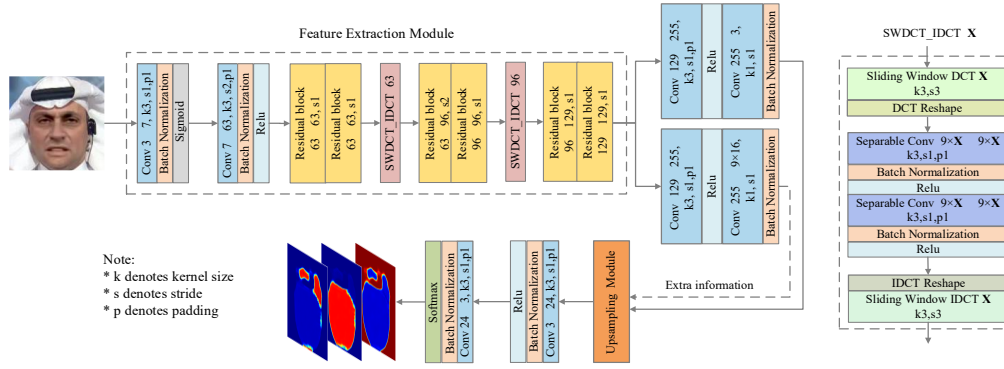 Feature Extraction Module
Conv 3 7, k3, s1,p1
Batch Normalization
Sigmoid
Conv 7 63, k3, s2,p1
Batch Normalization
Relu
Residual block
63 63, s1
Residual block
63 63, s1
SWDCT_IDCT 63
Residual block
63 96, s2
Residual block
96 96, s1
SWDCT_IDCT 96
Residual block
96 129, s1
Residual block
129 129, s1
Conv 129 255,
k3, s1,p1
Relu
Conv 255 3,
k1, s1
Batch Normalization
Conv 129 255,
k3, s1,p1
Relu
Conv 255 9×16,
k1, s1
Batch Normalization
Extra information
Upsampling Module
Conv 3 24, k3, s1,p1
Batch Normalization
Relu
Conv 24 3, k3, s1,p1
Batch Normalization
Softmax
Note:
* k denotes kernel size
* s denotes stride
* p denotes padding
SWDCT_IDCT X
Sliding Window DCT X
k3,s3
DCT Reshape
Separable Conv 9×X 9×X
k3,s1,p1
Batch Normalization
Relu
Separable Conv 9×X 9×X
k3,s1,p1
Batch Normalization
Relu
IDCT Reshape
Sliding Window IDCT X
k3,s3